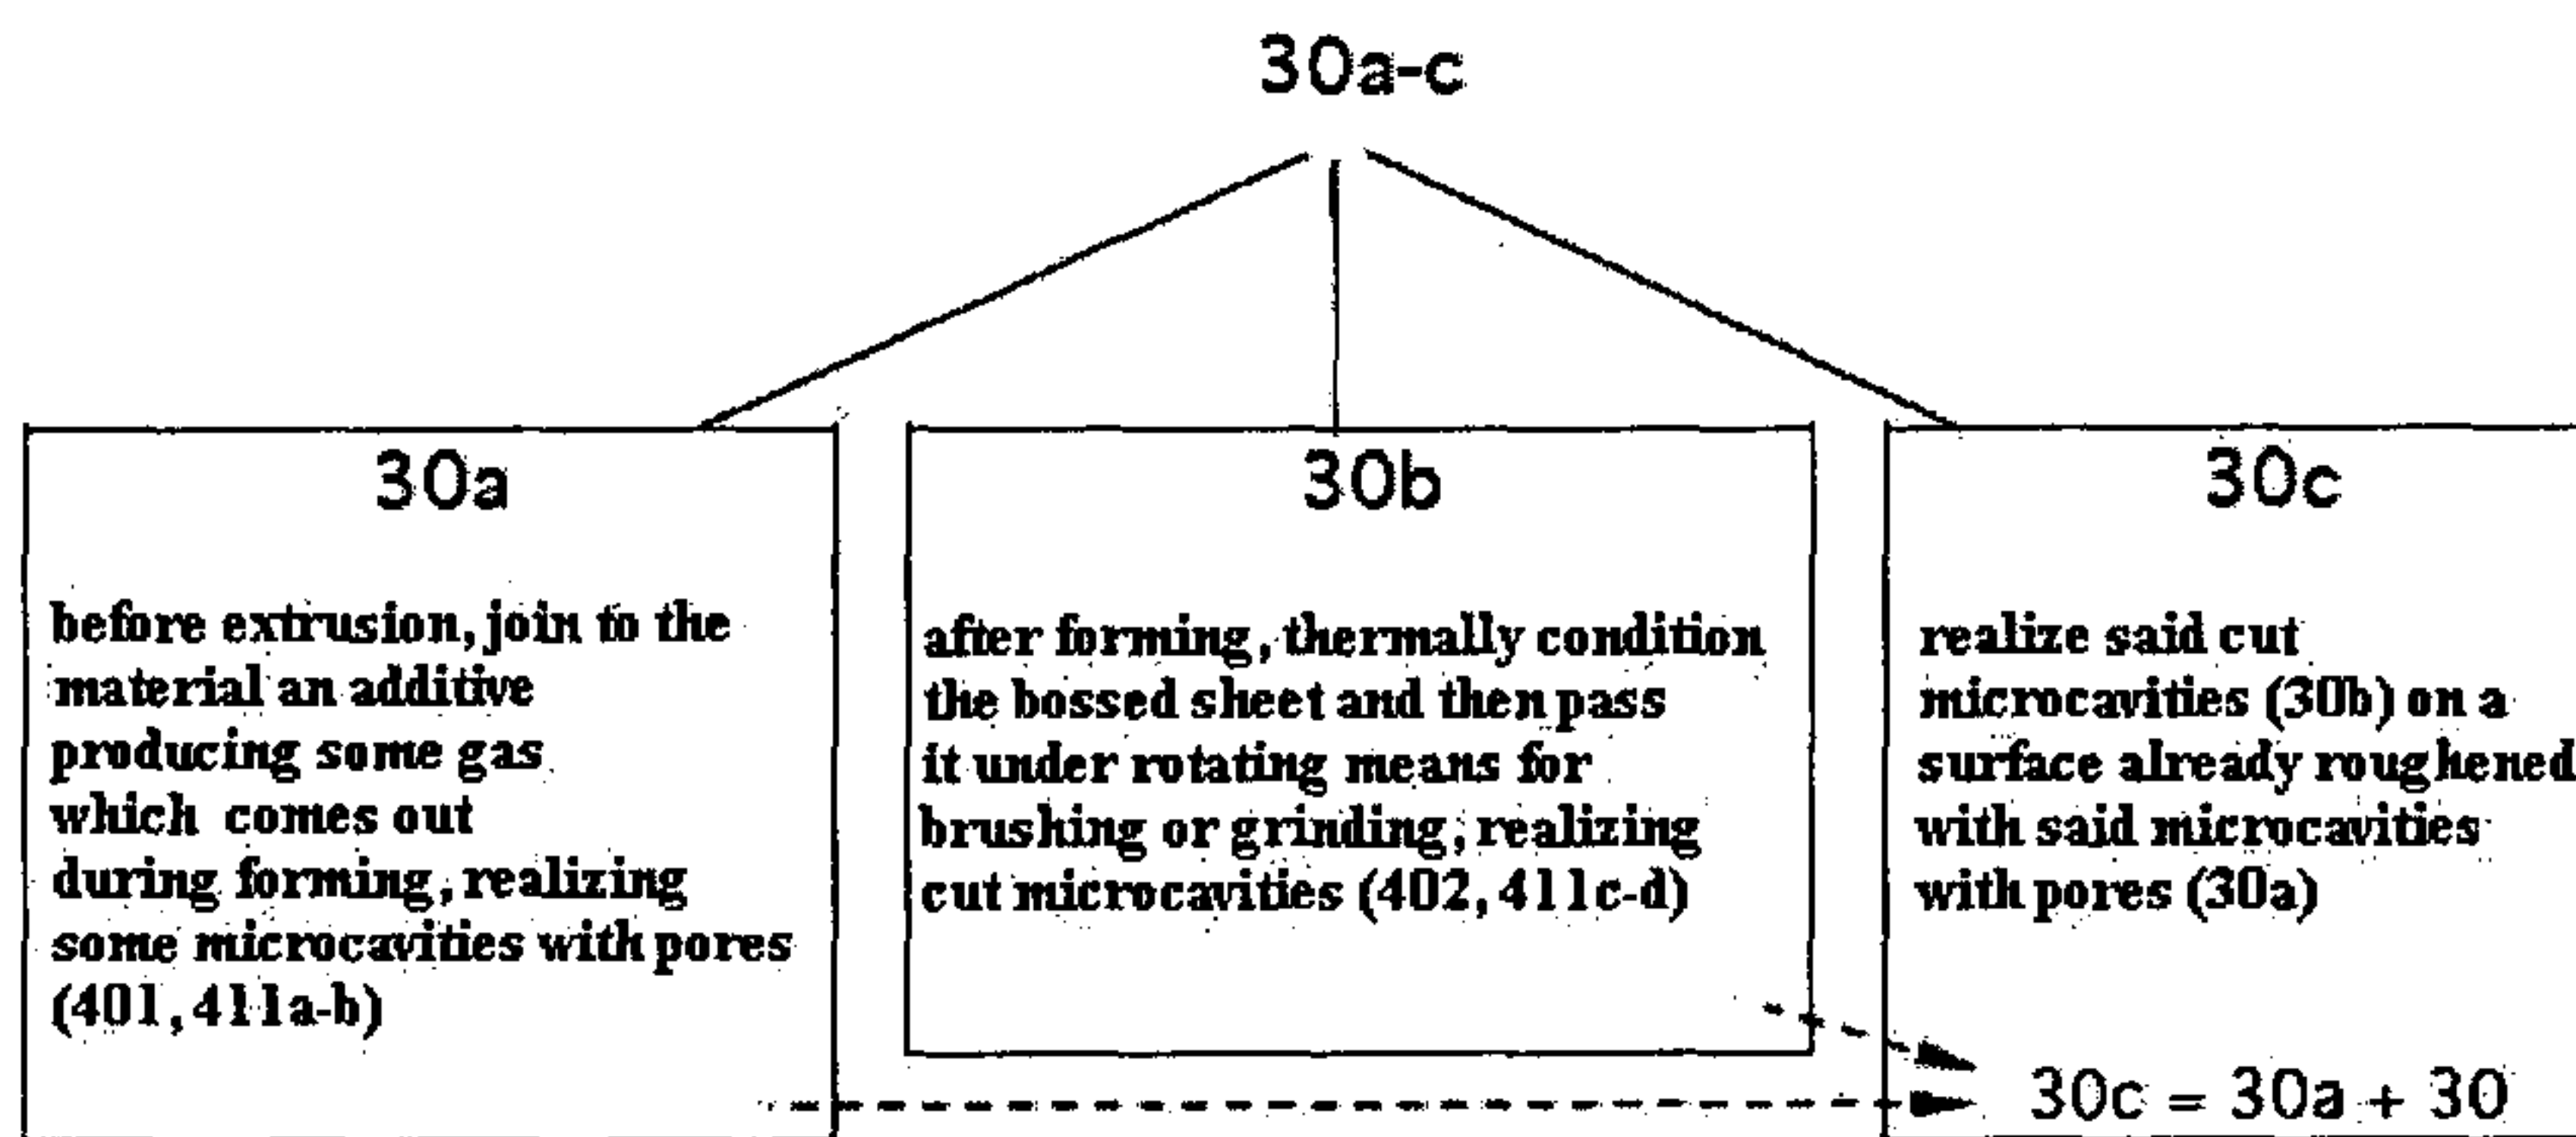 30a-c
30a
before extrusion, join to the
material an additive
producing some gas
which comes out
during forming, realizing
some microcavities with pores
(401, 411a-b)
30b
after forming, thermally condition
the bossed sheet and then pass
it under rotating means for
brushing or grinding, realizing
cut microcavities (402, 411c-d)
30c
realize said cut
microcavities (30b) on a
surface already roughened
with said microcavities
with pores (30a)
30c = 30a + 30